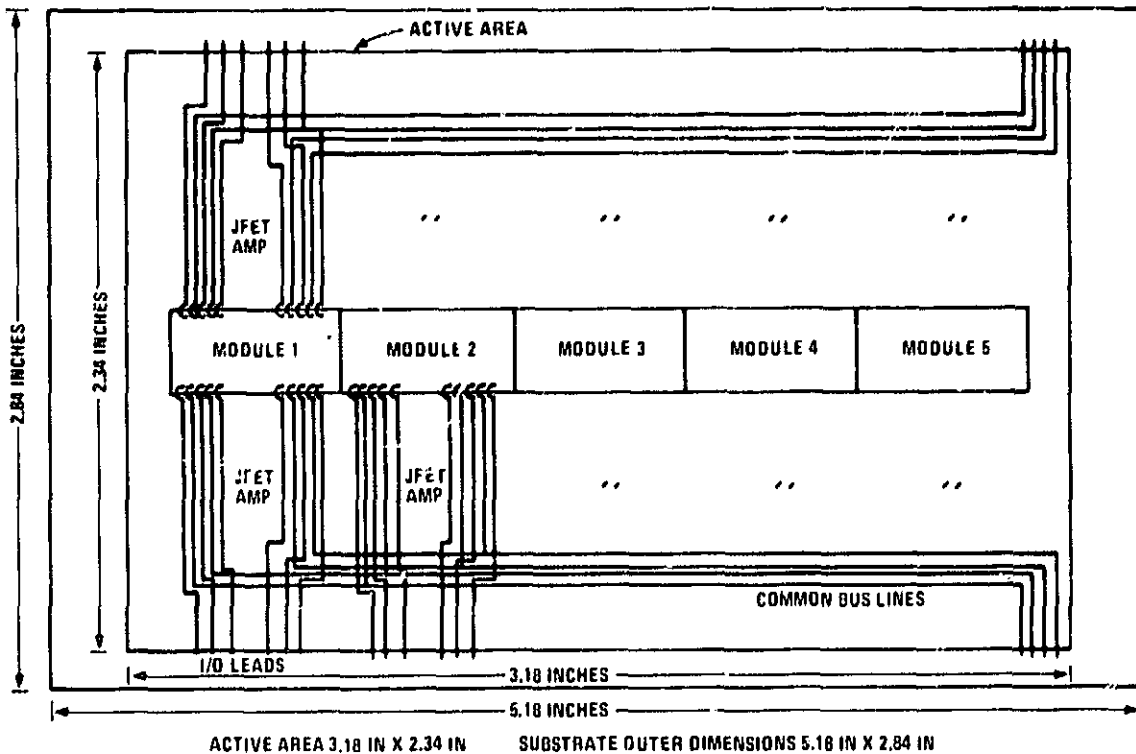 ACTIVE AREA
2.84 INCHES
2.34 INCHES
JFET
AMP
〃 〃 〃 〃
MODULE 1 MODULE 2 MODULE 3 MODULE 4 MODULE 5
JFET
AMP
JFET
AMP
〃 〃 〃
COMMON BUS LINES
I/O LEADS
3.18 INCHES
5.18 INCHES
ACTIVE AREA 3.18 IN X 2.34 IN SUBSTRATE OUTER DIMENSIONS 5.18 IN X 2.84 IN